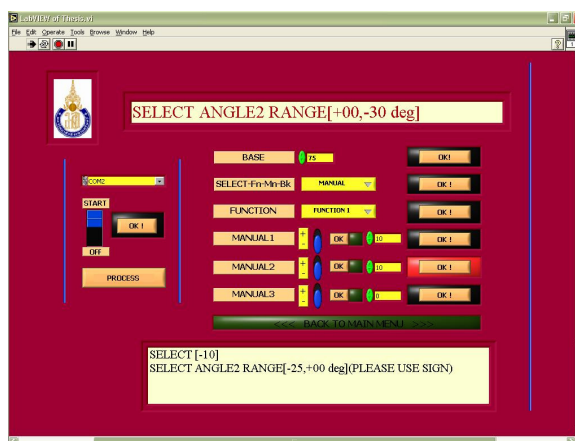 LabVIEW of Thesis.vi
File Edit Operate Tools Browse Window Help
SELECT ANGLE2 RANGE[+00,-30 deg]
BASE 75 OK!
COM2
SELECT-Fn-Mn-Bk MANUAL OK !
START
FUNCTION FUNCTION 1 OK !
OK !
MANUAL1 + - OK 10 OK !
OFF
MANUAL2 + - OK 10 OK !
PROCESS
MANUAL3 + - OK 0 OK !
<<< BACK TO MAIN MENU >>>
SELECT [-10]
SELECT ANGLE2 RANGE[-25,+00 deg](PLEASE USE SIGN)